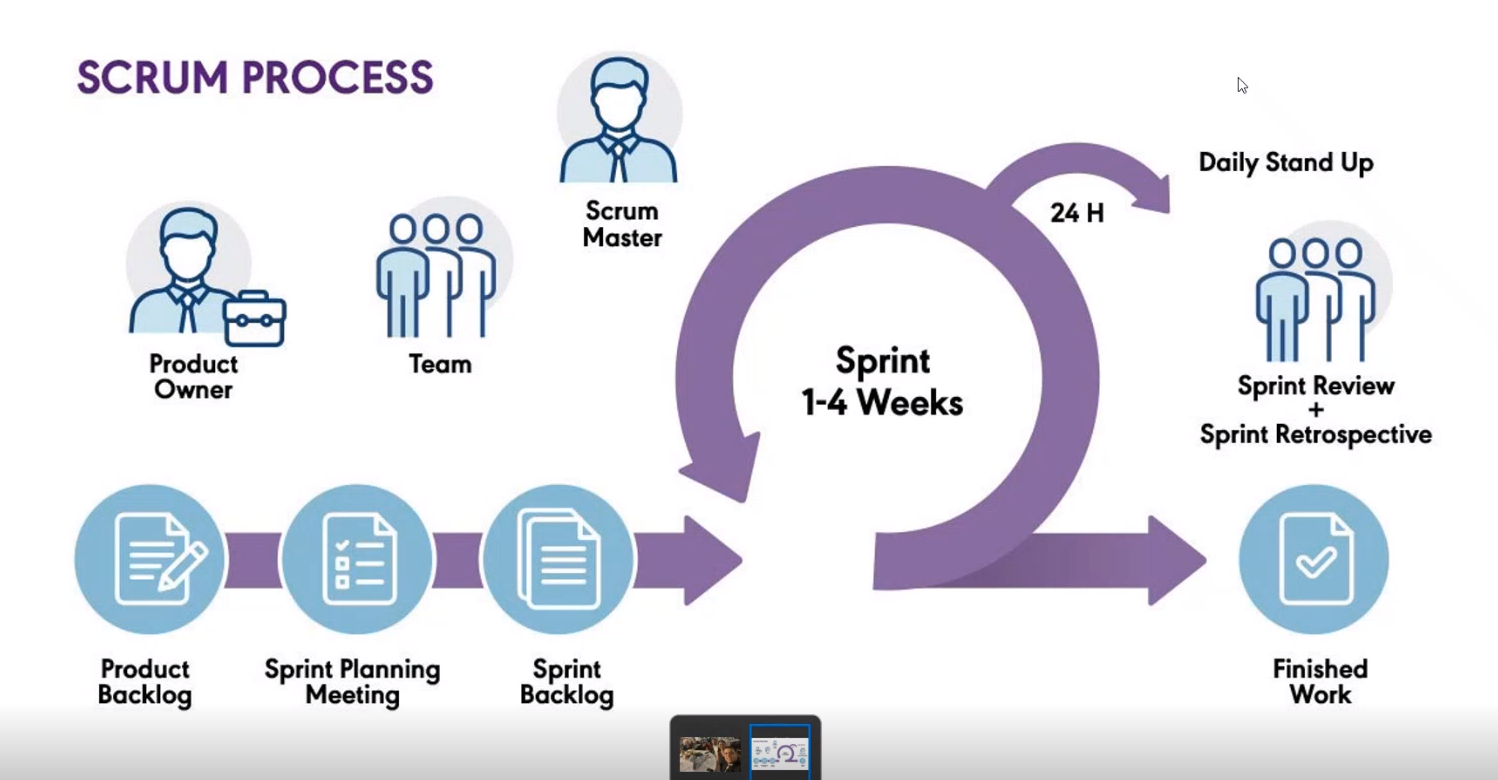 SCRUM PROCESS
Scrum
Master
Product
Owner
Team
Sprint
1-4 Weeks
24 H
Daily Stand Up
Sprint Review
+
Sprint Retrospective
Product
Backlog
Sprint Planning
Meeting
Sprint
Backlog
Finished
Work